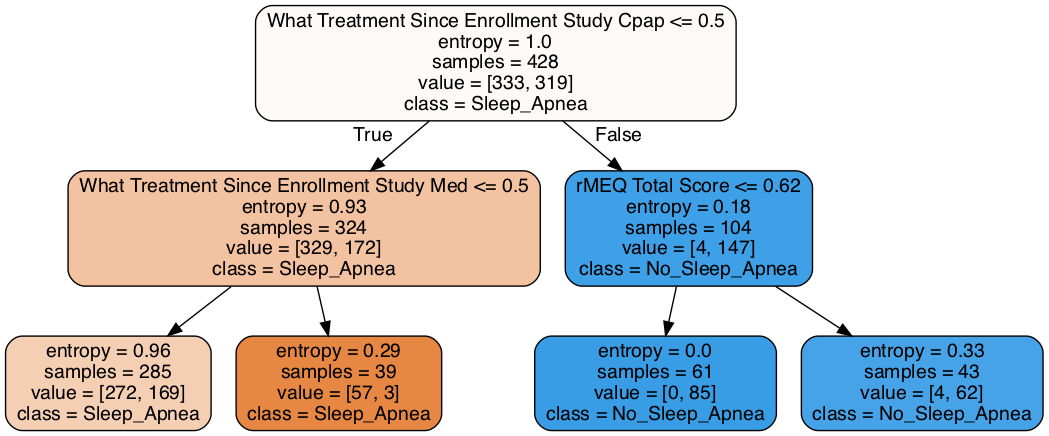 What Treatment Since Enrollment Study Cpap <= 0.5
entropy = 1.0
samples = 428
value = [333, 319]
class = Sleep_Apnea
True
False
What Treatment Since Enrollment Study Med <= 0.5
entropy = 0.93
samples = 324
value = [329, 172]
class = Sleep_Apnea
rMEQ Total Score <= 0.62
entropy = 0.18
samples = 104
value = [4, 147]
class = No_Sleep_Apnea
entropy = 0.96
samples = 285
value = [272, 169]
class = Sleep_Apnea
entropy = 0.29
samples = 39
value = [57, 3]
class = Sleep_Apnea
entropy = 0.0
samples = 61
value = [0, 85]
class = No_Sleep_Apnea
entropy = 0.33
samples = 43
value = [4, 62]
class = No_Sleep_Apnea